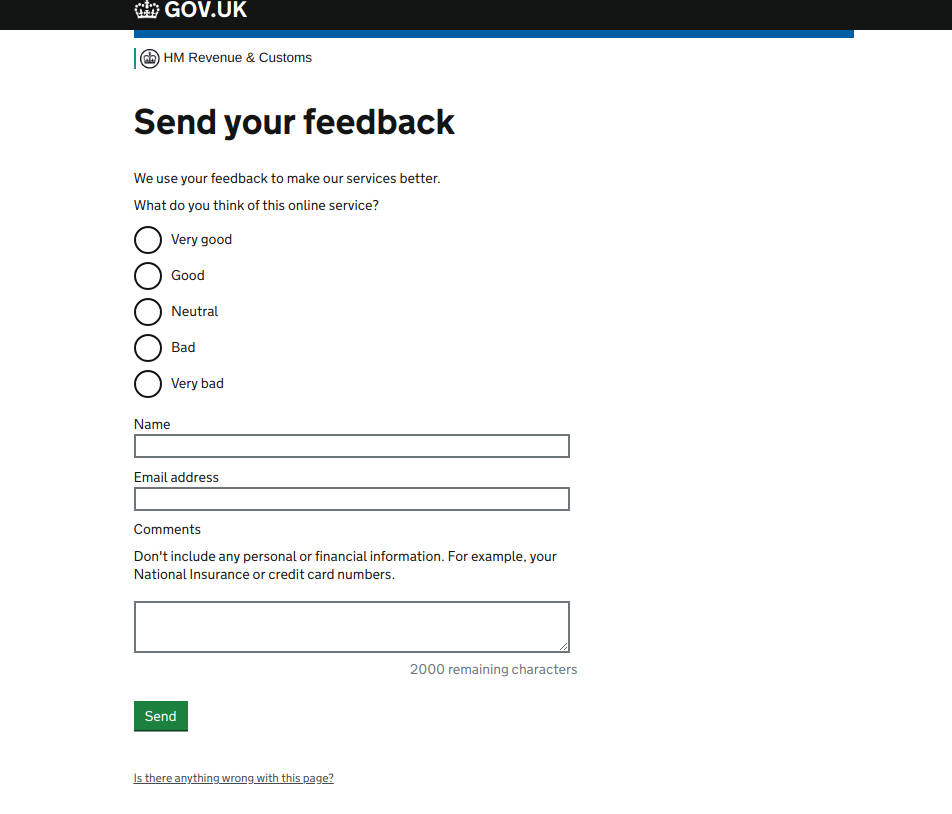 GOV.UK
HM Revenue & Customs
Send your feedback
We use your feedback to make our services better.
What do you think of this online service?
Very good
Good
Neutral
Bad
Very bad
Name
Email address
Comments
Don't include any personal or financial information. For example, your
National Insurance or credit card numbers.
2000 remaining characters
Send
Is there anything wrong with this page?